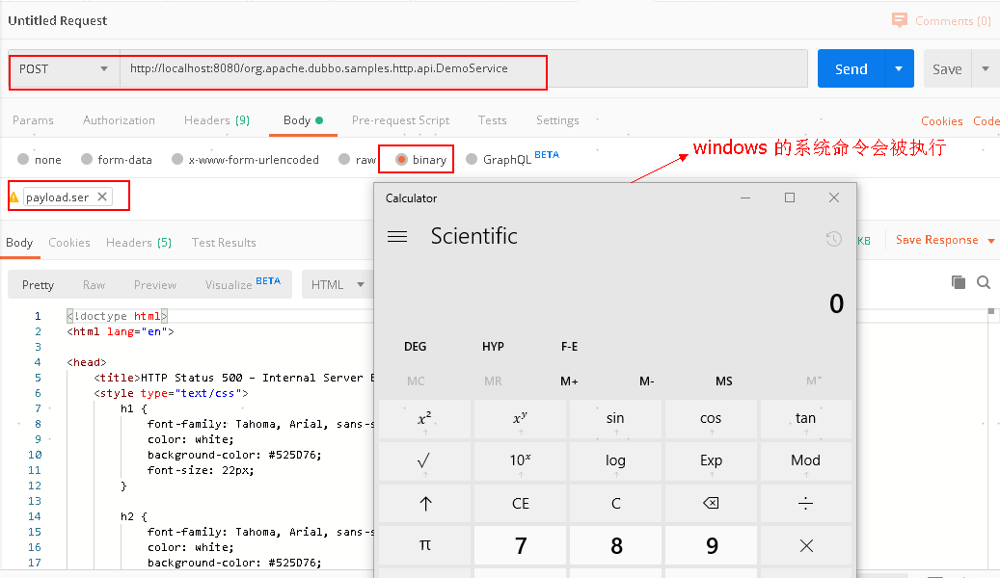 Untitled Request
Comments (0)
POST
http://localhost:8080/org.apache.dubbo.samples.http.api.DemoService
Send
Save
Params
Authorization
Headers (9)
Body
Pre-request Script
Tests
Settings
Cookies
Code
none
form-data
x-www-form-urlencoded
raw
binary
GraphQL BETA
windows 的系统命令会被执行
payload.ser
Body
Cookies
Headers (5)
Test Results
KB
Save Response
Pretty
Raw
Preview
Visualize BETA
HTML
1 <!doctype html>
2 <html lang="en">
3
4 <head>
5 <title>HTTP Status 500 – Internal Server E
6 <style type="text/css">
7 h1 {
8 font-family: Tahoma, Arial, sans-s
9 color: white;
10 background-color: #525D76;
11 font-size: 22px;
12 }
13
14 h2 {
15 font-family: Tahoma, Arial, sans-s
16 color: white;
17 background-color: #525D76;
Calculator
Scientific
0
DEG HYP F-E
MC MR M+ M- MS M˅
x² xʸ sin cos tan
√ 10ˣ log Exp Mod
↑ CE C ⌫ ÷
π 7 8 9 ×